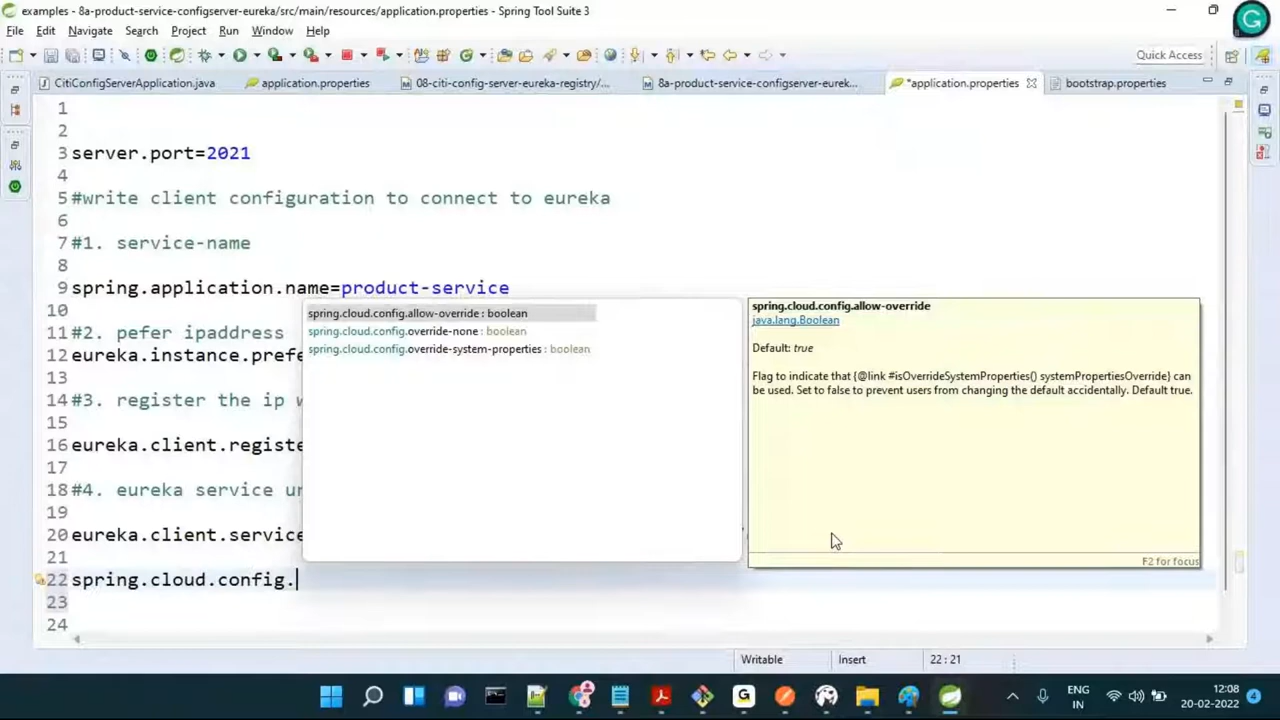 examples - 8a-product-service-configserver-eureka/src/main/resources/application.properties - Spring Tool Suite 3
File Edit Navigate Search Project Run Window Help
Quick Access
CitiConfigServerApplication.java application.properties 08-citi-config-server-eureka-registry/... 8a-product-service-configserver-eurek... *application.properties bootstrap.properties
1
2
3 server.port=2021
4
5 #write client configuration to connect to eureka
6
7 #1. service-name
8
9 spring.application.name=product-service
10
11 #2. pefer ipaddress
12 eureka.instance.prefe
13
14 #3. register the ip w
15
16 eureka.client.registe
17
18 #4. eureka service ur
19
20 eureka.client.service
21
22 spring.cloud.config.
23
24
spring.cloud.config.allow-override : boolean
spring.cloud.config.override-none : boolean
spring.cloud.config.override-system-properties : boolean
spring.cloud.config.allow-override
java.lang.Boolean
Default: true
Flag to indicate that {@link #isOverrideSystemProperties() systemPropertiesOverride} can
be used. Set to false to prevent users from changing the default accidentally. Default true.
F2 for focus
Writable Insert 22 : 21
ENG
IN
12:08
20-02-2022
4